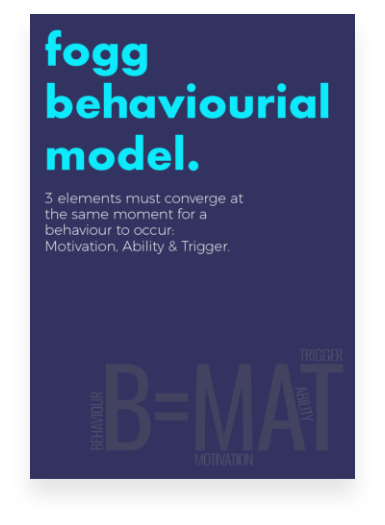 fogg
behaviourial
model.
3 elements must converge at
the same moment for a
behaviour to occur:
Motivation, Ability & Trigger.
TRIGGER
BEHAVIOUR
B=MAT
ABILITY
MOTIVATION